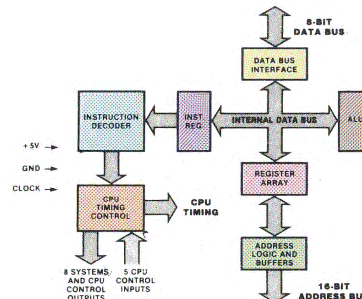 8-BIT
DATA BUS
DATA BUS
INTERFACE
INSTRUCTION
DECODER
INST
REG
INTERNAL DATA BUS
+5V
GND
CLOCK
REGISTER
ARRAY
CPU
TIMING
CONTROL
CPU
TIMING
ADDRESS
LOGIC AND
BUFFERS
8 SYSTEMS
AND CPU
CONTROL
OUTPUTS
5 CPU
CONTROL
INPUTS
16-BIT